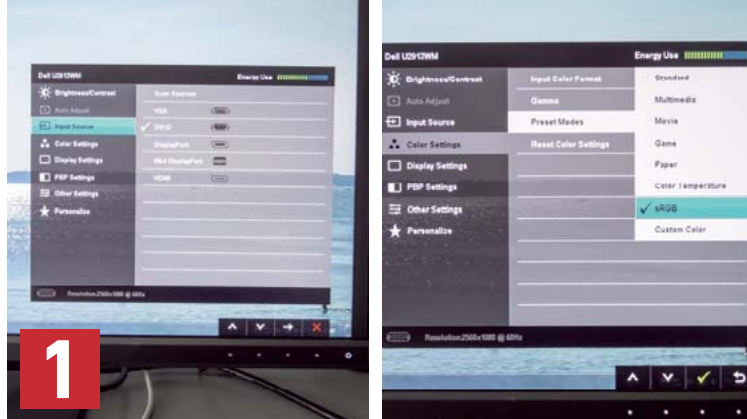 Dell U2913WM
Energy Use
Brightness/Contrast
Auto Adjust
Input Source
Color Settings
Display Settings
PBP Settings
Other Settings
Personalize
Scan Sources
VGA
DVI-D
DisplayPort
Mini DisplayPort
HDMI
Resolution:2560x1080 @ 60Hz
1
Dell U2913WM
Energy Use
Brightness/Contrast
Auto Adjust
Input Source
Color Settings
Display Settings
PBP Settings
Other Settings
Personalize
Input Color Format
Gamma
Preset Modes
Reset Color Settings
Standard
Multimedia
Movie
Game
Paper
Color Temperature
sRGB
Custom Color
Resolution:2560x1080 @ 60Hz